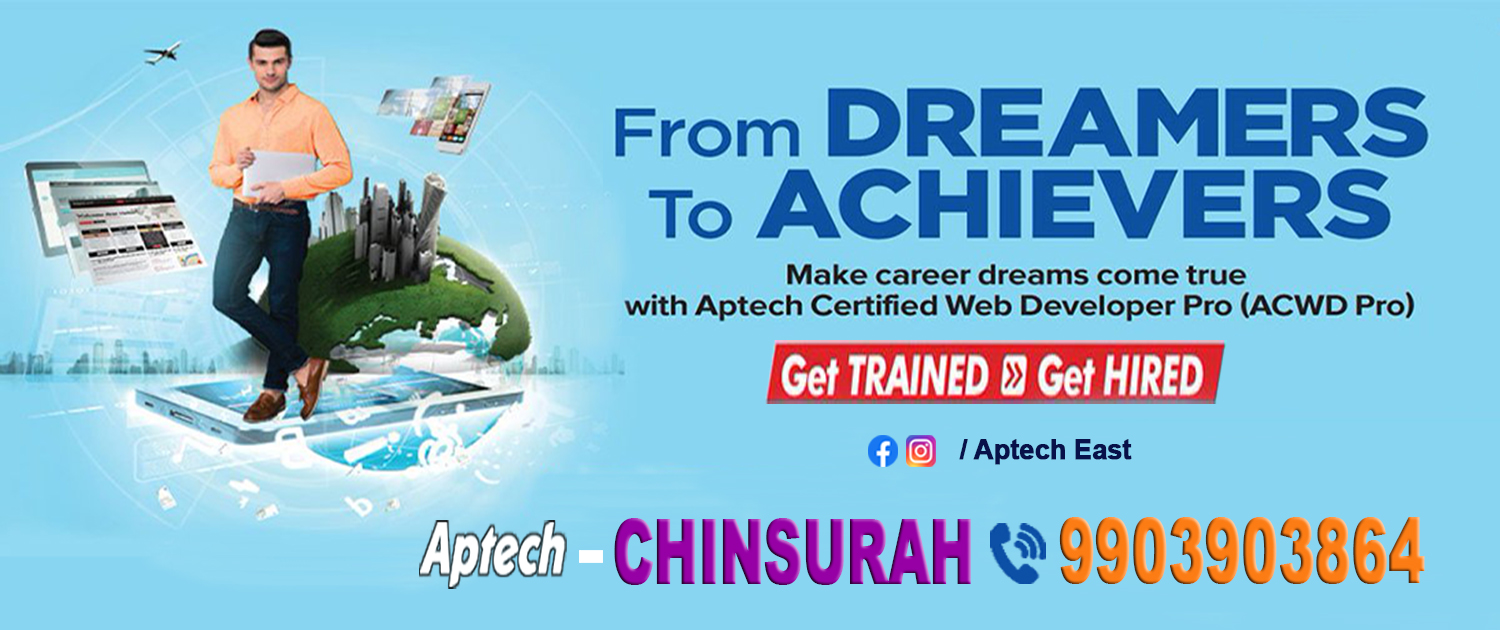 From DREAMERS
To ACHIEVERS
Make career dreams come true
with Aptech Certified Web Developer Pro (ACWD Pro)
Get TRAINED » Get HIRED
/ Aptech East
Aptech - CHINSURAH 9903903864